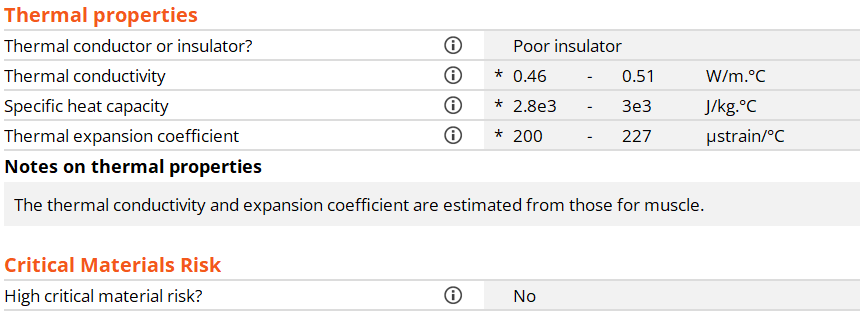 Thermal properties
Thermal conductor or insulator? Poor insulator
Thermal conductivity * 0.46 - 0.51 W/m.°C
Specific heat capacity * 2.8e3 - 3e3 J/kg.°C
Thermal expansion coefficient * 200 - 227 µstrain/°C
Notes on thermal properties
The thermal conductivity and expansion coefficient are estimated from those for muscle.
Critical Materials Risk
High critical material risk? No